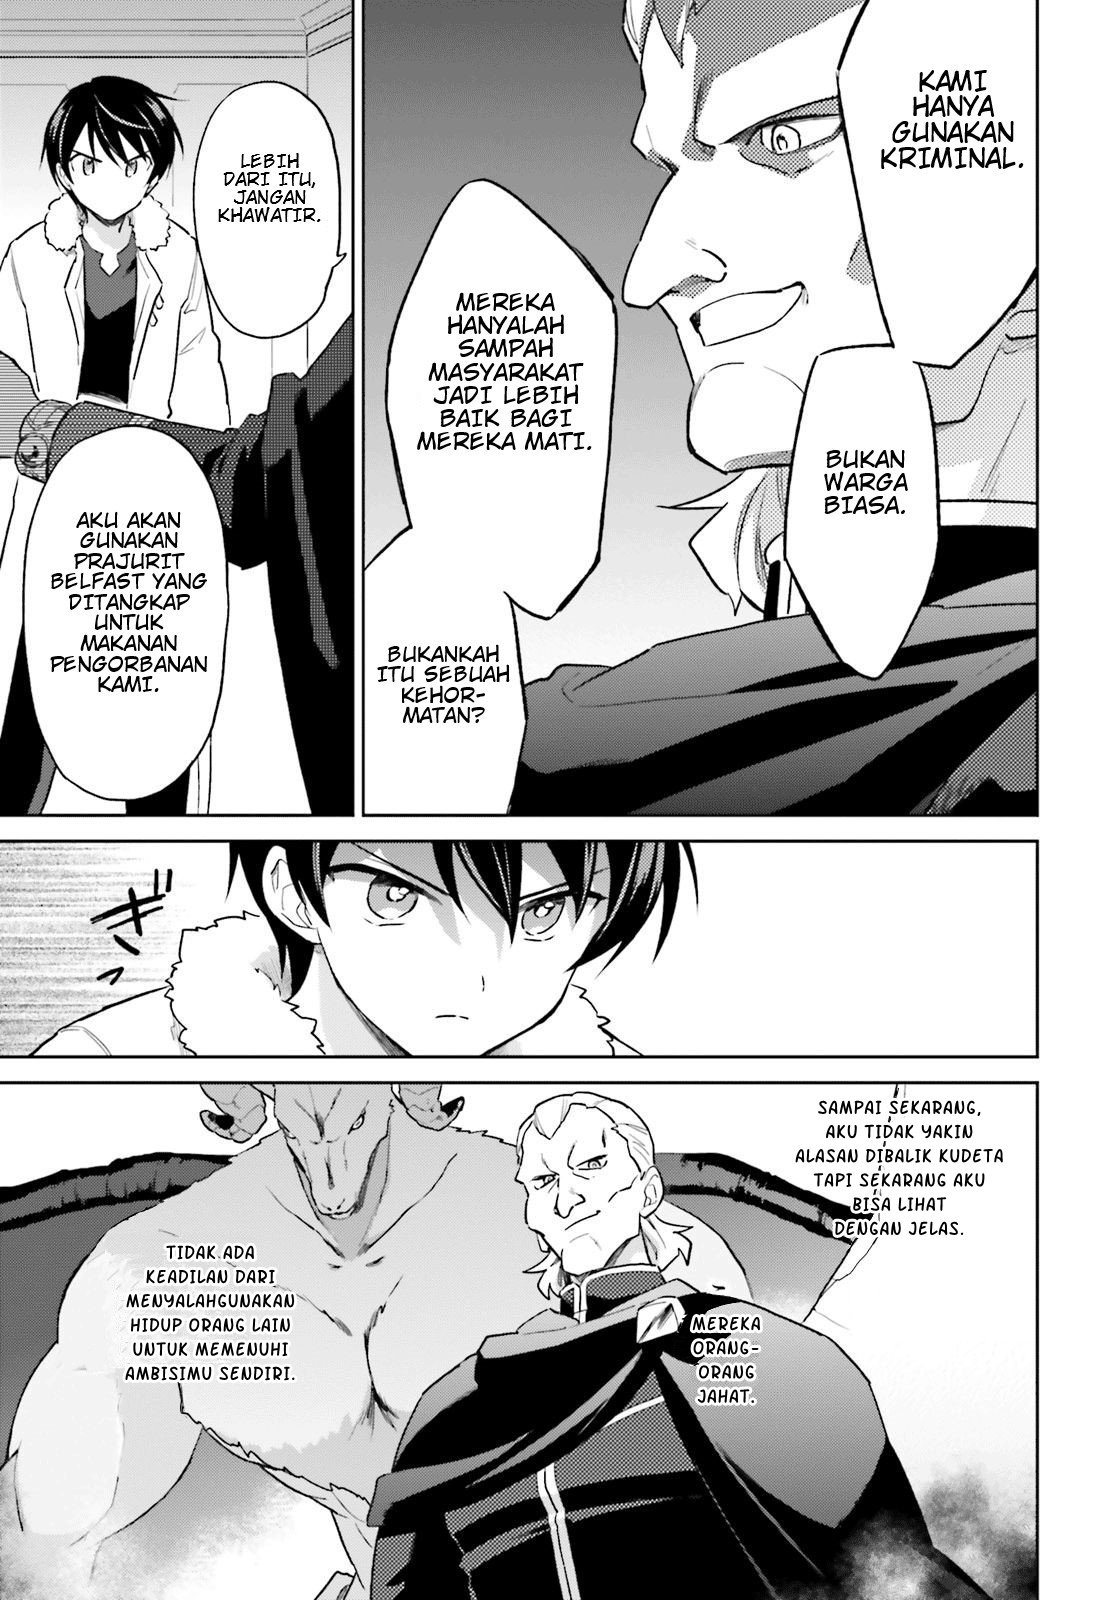 KAMI
HANYA
GUNAKAN
KRIMINAL.
BUKAN
WARGA
BIASA.
MEREKA
HANYALAH
SAMPAH
MASYARAKAT
JADI LEBIH
BAIK BAGI
MEREKA MATI.
BUKANKAH
ITU SEBUAH
KEHOR-
MATAN?
LEBIH
DARI ITU,
JANGAN
KHAWATIR.
AKU AKAN
GUNAKAN
PRAJURIT
BELFAST YANG
DITANGKAP
UNTUK
MAKANAN
PENGORBANAN
KAMI.
ギュ
SAMPAI SEKARANG,
AKU TIDAK YAKIN
ALASAN DIBALIK KUDETA
TAPI SEKARANG AKU
BISA LIHAT
DENGAN JELAS.
MEREKA
ORANG-
ORANG
JAHAT.
TIDAK ADA
KEADILAN DARI
MENYALAHGUNAKAN
HIDUP ORANG LAIN
UNTUK MEMENUHI
AMBISIMU SENDIRI.